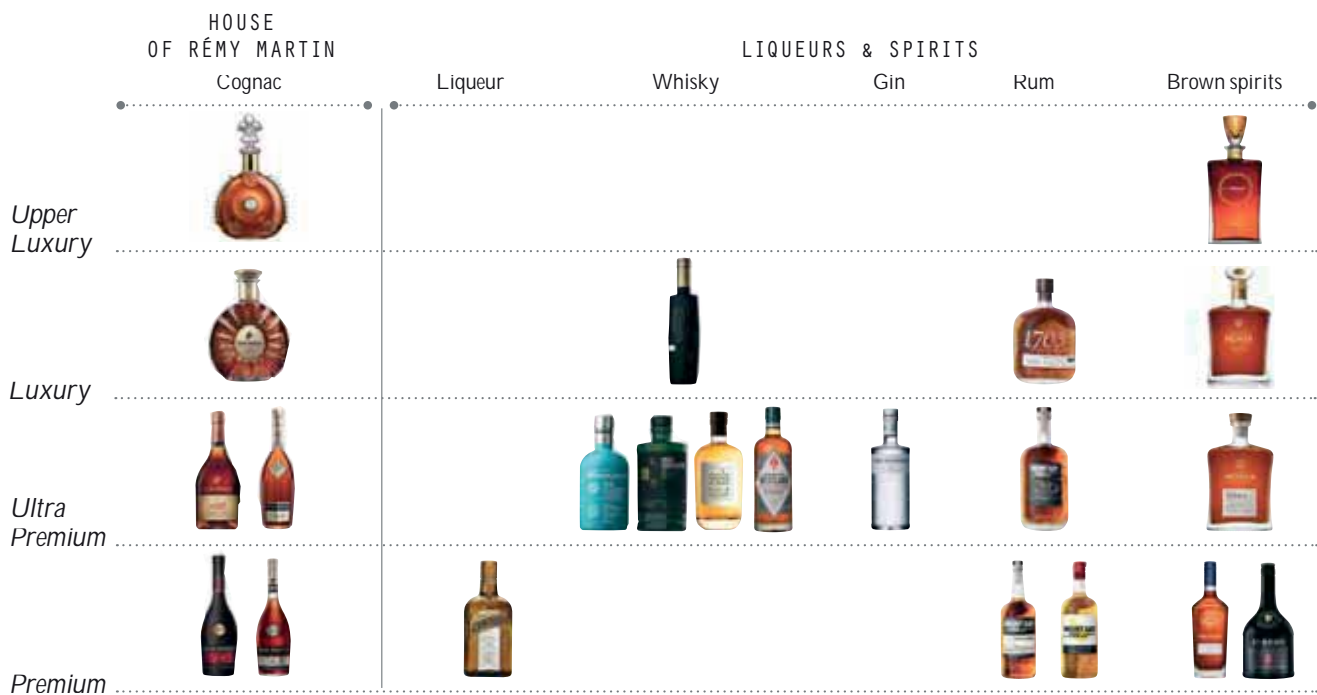 HOUSE
OF RÉMY MARTIN
LIQUEURS & SPIRITS
Cognac
Liqueur
Whisky
Gin
Rum
Brown spirits
Upper
Luxury
1703
Luxury
Ultra
Premium
Premium